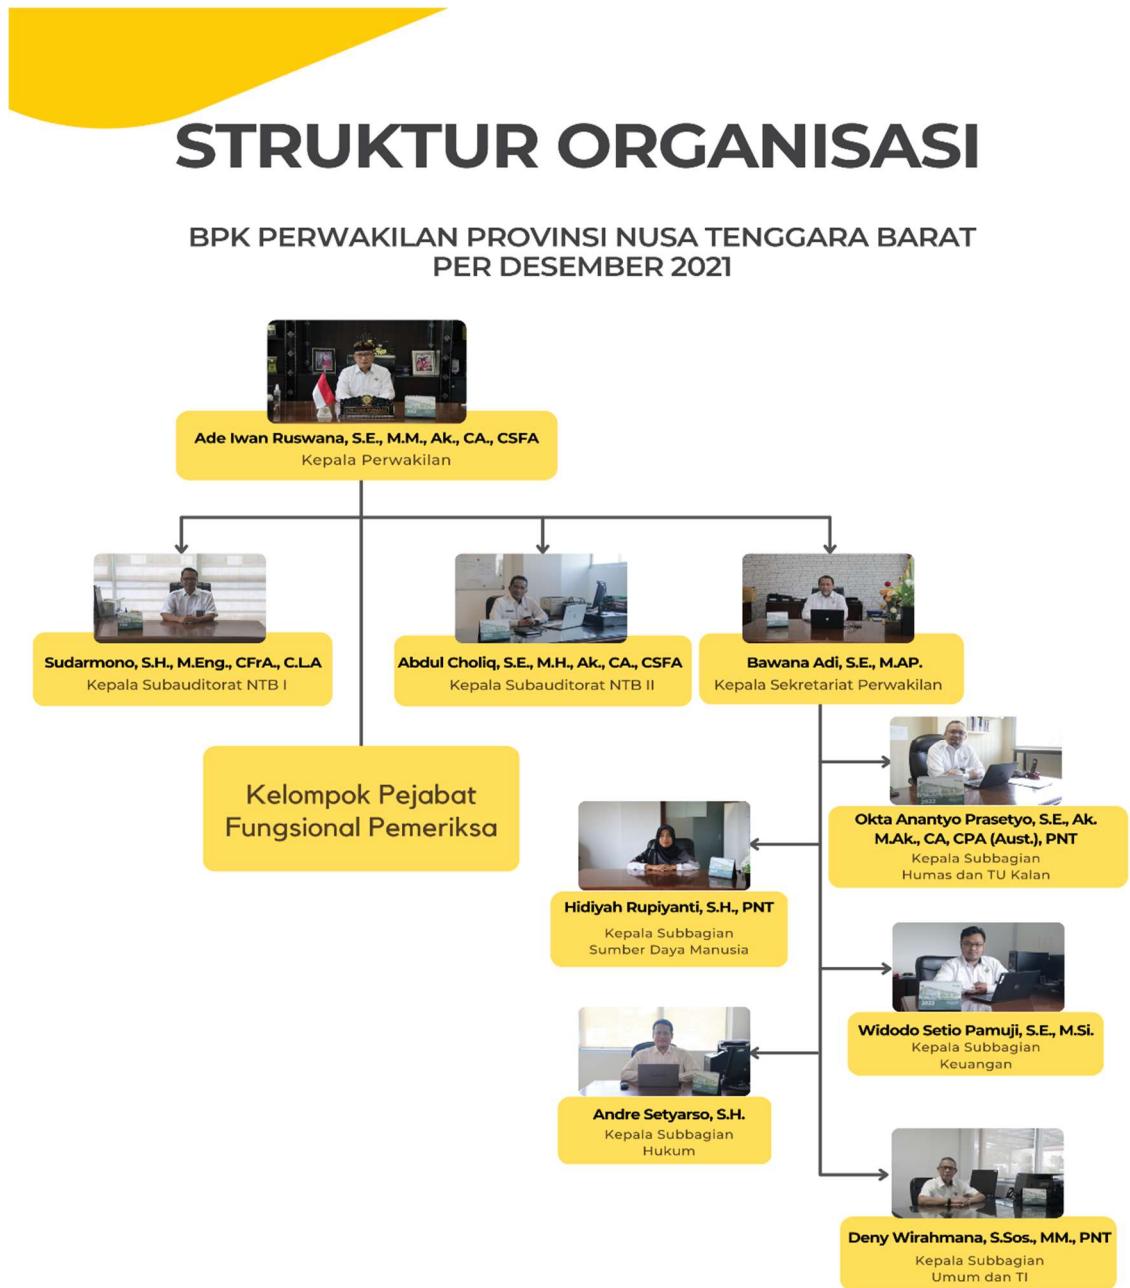 STRUKTUR ORGANISASI
BPK PERWAKILAN PROVINSI NUSA TENGGARA BARAT
PER DESEMBER 2021
Ade Iwan Ruswana, S.E., M.M., Ak., CA., CSFA
Kepala Perwakilan
Sudarmono, S.H., M.Eng., CFrA., C.L.A
Kepala Subauditorat NTB I
Abdul Choliq, S.E., M.H., Ak., CA., CSFA
Kepala Subauditorat NTB II
Bawana Adi, S.E., M.AP.
Kepala Sekretariat Perwakilan
Kelompok Pejabat
Fungsional Pemeriksa
2022
Okta Anantyo Prasetyo, S.E., Ak.
M.Ak., CA, CPA (Aust.), PNT
Kepala Subbagian
Humas dan TU Kalan
Hidiyah Rupiyanti, S.H., PNT
Kepala Subbagian
Sumber Daya Manusia
2022
Widodo Setio Pamuji, S.E., M.Si.
Kepala Subbagian
Keuangan
Andre Setyarso, S.H.
Kepala Subbagian
Hukum
Deny Wirahmana, S.Sos., MM., PNT
Kepala Subbagian
Umum dan TI